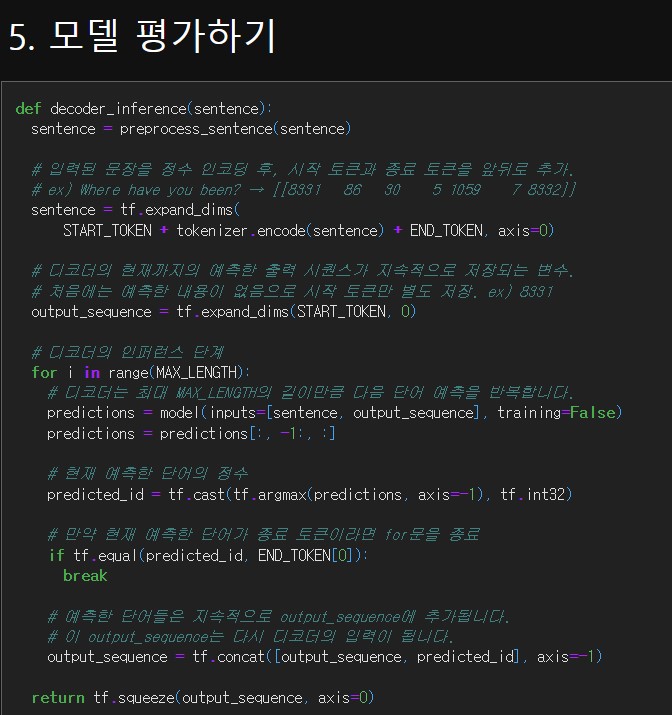 5. 모델 평가하기
def decoder_inference(sentence):
  sentence = preprocess_sentence(sentence)
  # 입력된 문장을 정수 인코딩 후, 시작 토큰과 종료 토큰을 앞뒤로 추가.
  # ex) Where have you been? → [[8331   86   30    5 1059    7 8332]]
  sentence = tf.expand_dims(
      START_TOKEN + tokenizer.encode(sentence) + END_TOKEN, axis=0)
  # 디코더의 현재까지의 예측한 출력 시퀀스가 지속적으로 저장되는 변수.
  # 처음에는 예측한 내용이 없음으로 시작 토큰만 별도 저장. ex) 8331
  output_sequence = tf.expand_dims(START_TOKEN, 0)
  # 디코더의 인퍼런스 단계
  for i in range(MAX_LENGTH):
    # 디코더는 최대 MAX_LENGTH의 길이만큼 다음 단어 예측을 반복합니다.
    predictions = model(inputs=[sentence, output_sequence], training=False)
    predictions = predictions[:, -1:, :]
    # 현재 예측한 단어의 정수
    predicted_id = tf.cast(tf.argmax(predictions, axis=-1), tf.int32)
    # 만약 현재 예측한 단어가 종료 토큰이라면 for문을 종료
    if tf.equal(predicted_id, END_TOKEN[0]):
      break
    # 예측한 단어들은 지속적으로 output_sequence에 추가됩니다.
    # 이 output_sequence는 다시 디코더의 입력이 됩니다.
    output_sequence = tf.concat([output_sequence, predicted_id], axis=-1)
  return tf.squeeze(output_sequence, axis=0)